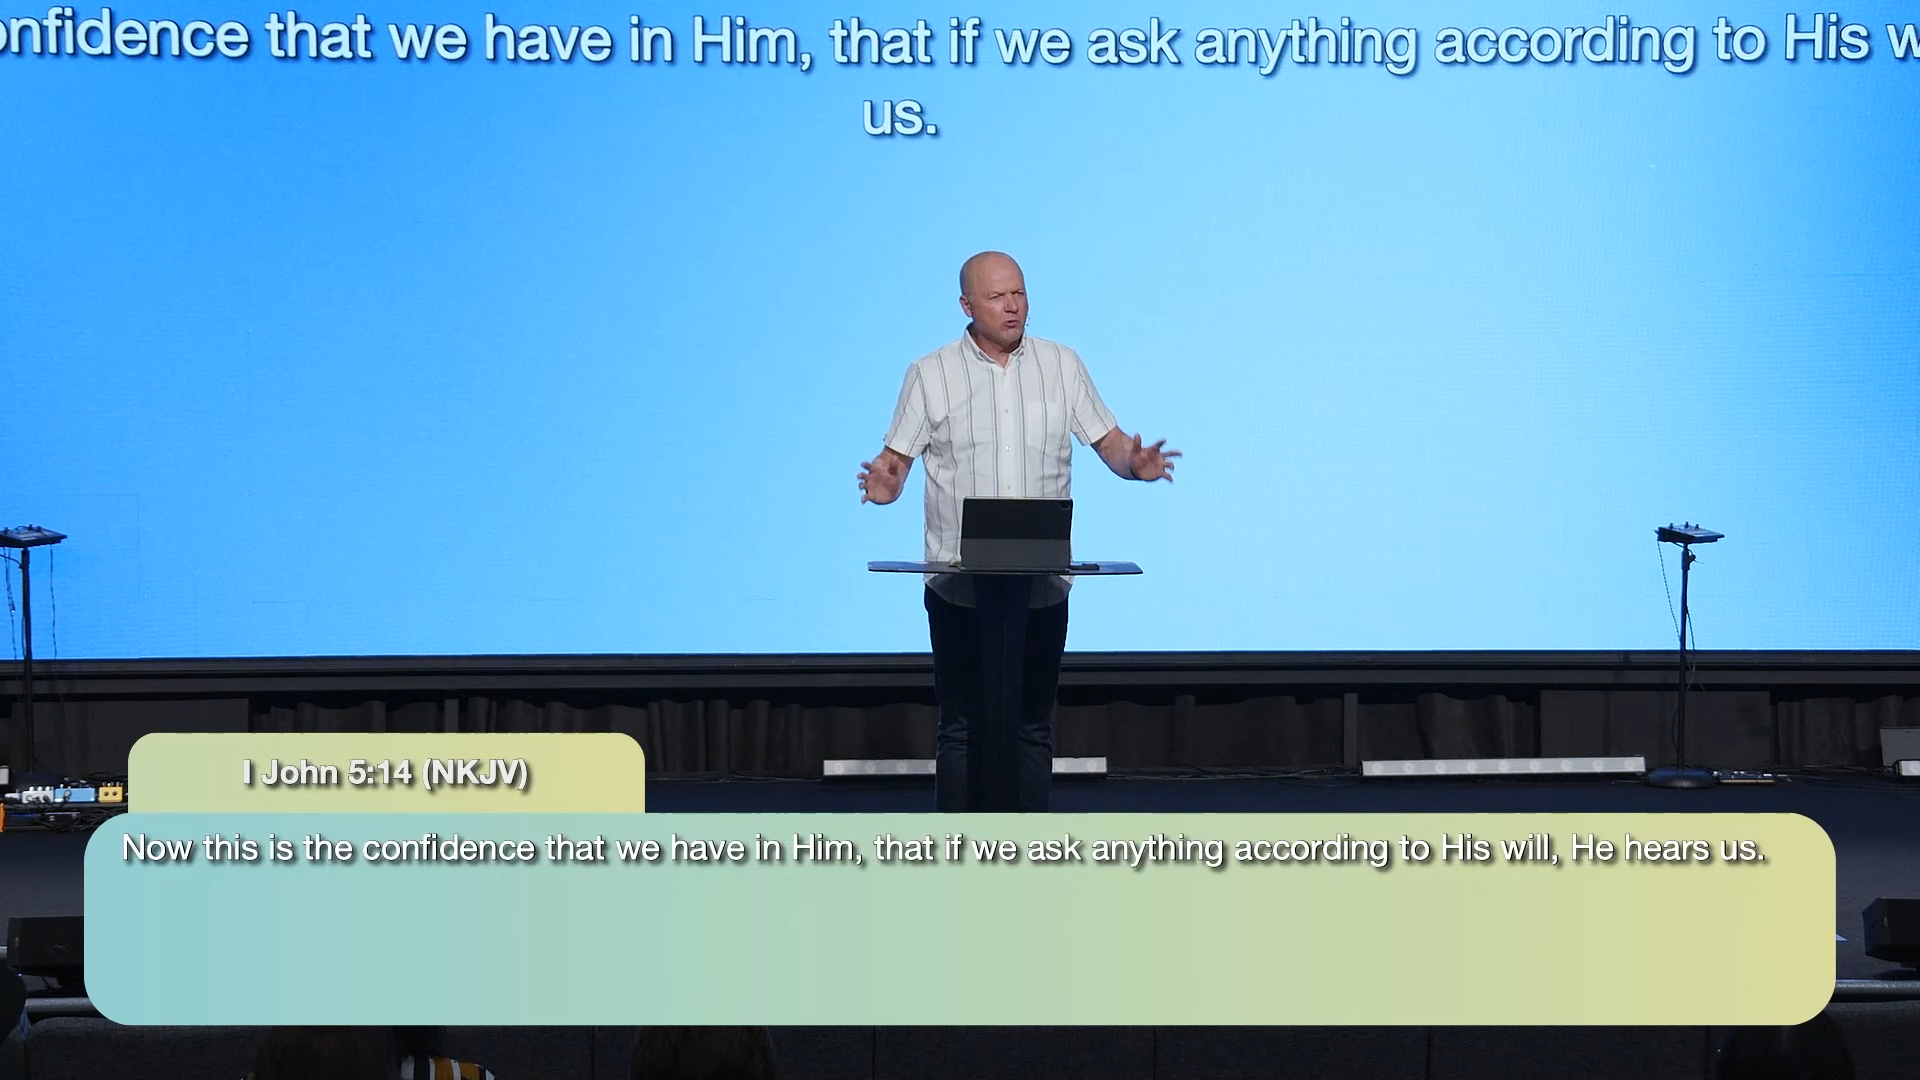 onfidence that we have in Him, that if we ask anything according to His w
us.
I John 5:14 (NKJV)
Now this is the confidence that we have in Him, that if we ask anything according to His will, He hears us.